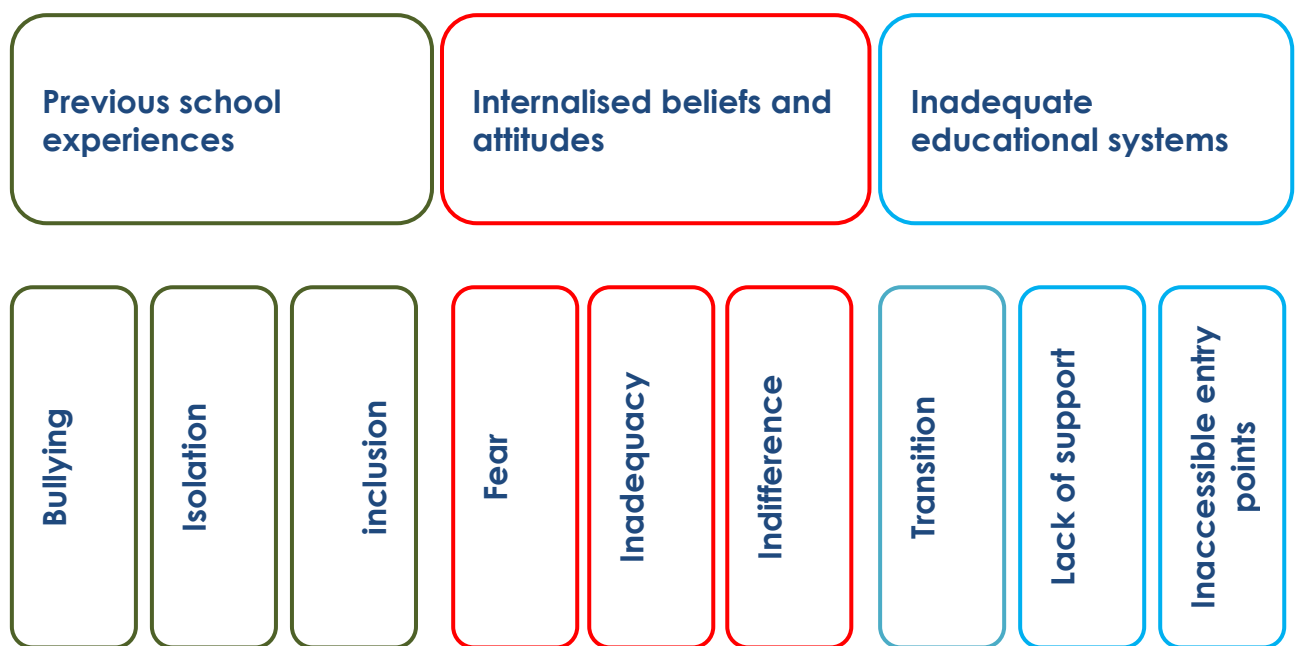 Previous school
experiences
Internalised beliefs and
attitudes
Inadequate
educational systems
Bullying
Isolation
inclusion
Fear
Inadequacy
Indifference
Transition
Lack of support
Inaccessible entry
points